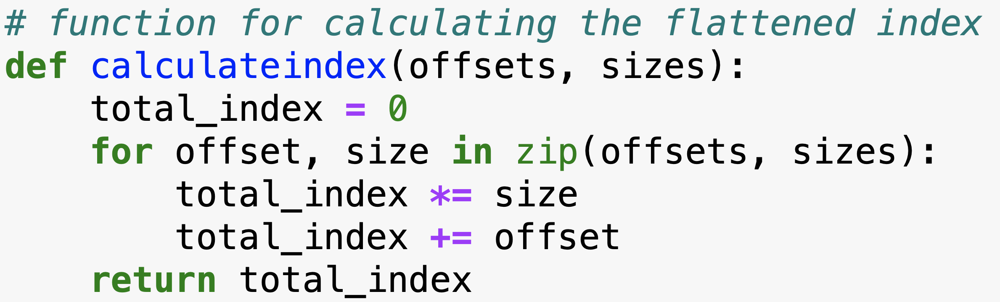 # function for calculating the flattened index
def calculateindex(offsets, sizes):
    total_index = 0
    for offset, size in zip(offsets, sizes):
        total_index *= size
        total_index += offset
    return total_index